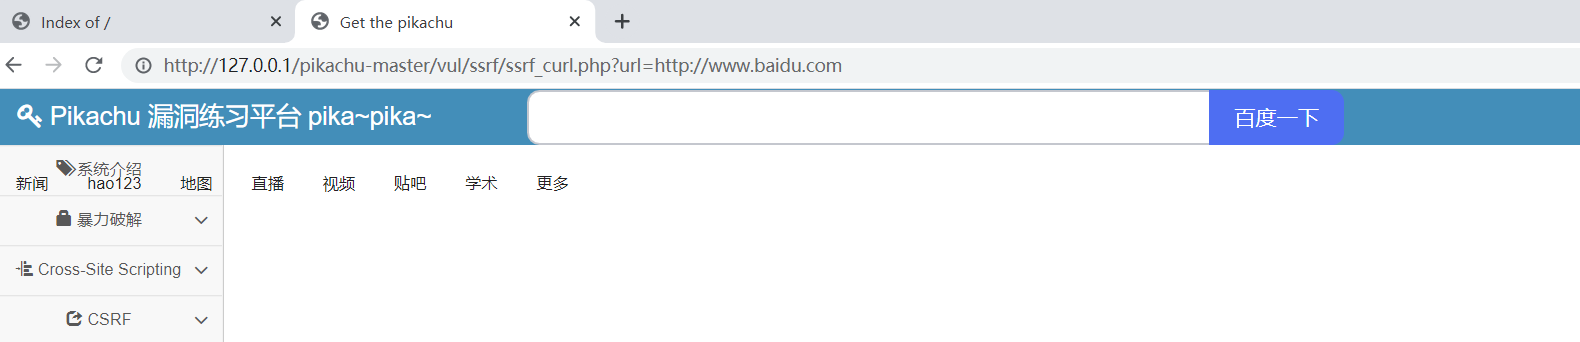 Index of /
Get the pikachu
http://127.0.0.1/pikachu-master/vul/ssrf/ssrf_curl.php?url=http://www.baidu.com
Pikachu 漏洞练习平台 pika~pika~
百度一下
系统介绍
新闻 hao123 地图 直播 视频 贴吧 学术 更多
暴力破解
Cross-Site Scripting
CSRF